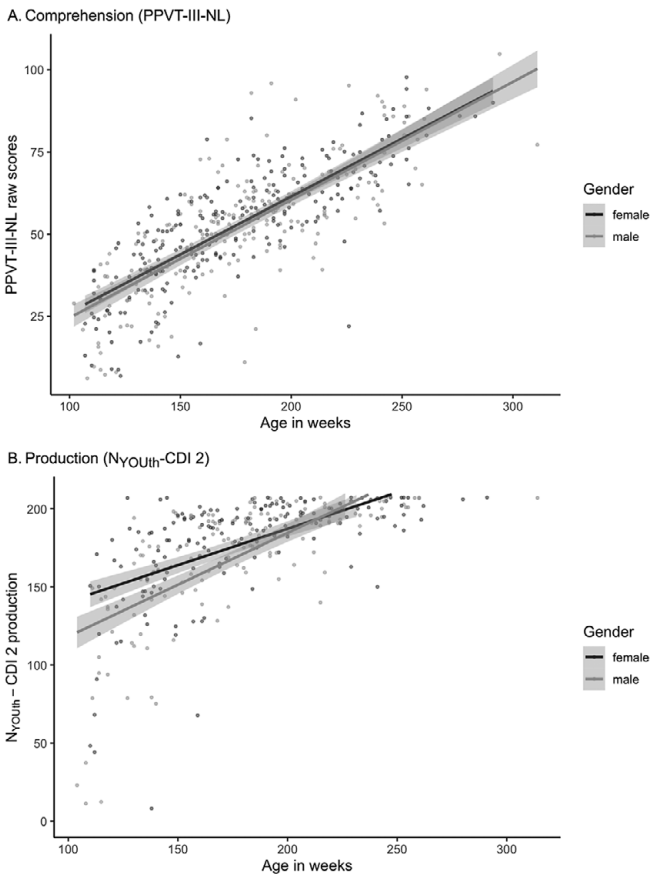 A. Comprehension (PPVT-III-NL)
PPVT-III-NL raw scores
100
75
50
25
100 150 200 250 300
Age in weeks
Gender
female
male
B. Production (NYOUth-CDI 2)
NYOUth – CDI 2 production
200
150
100
50
0
100 150 200 250 300
Age in weeks
Gender
female
male